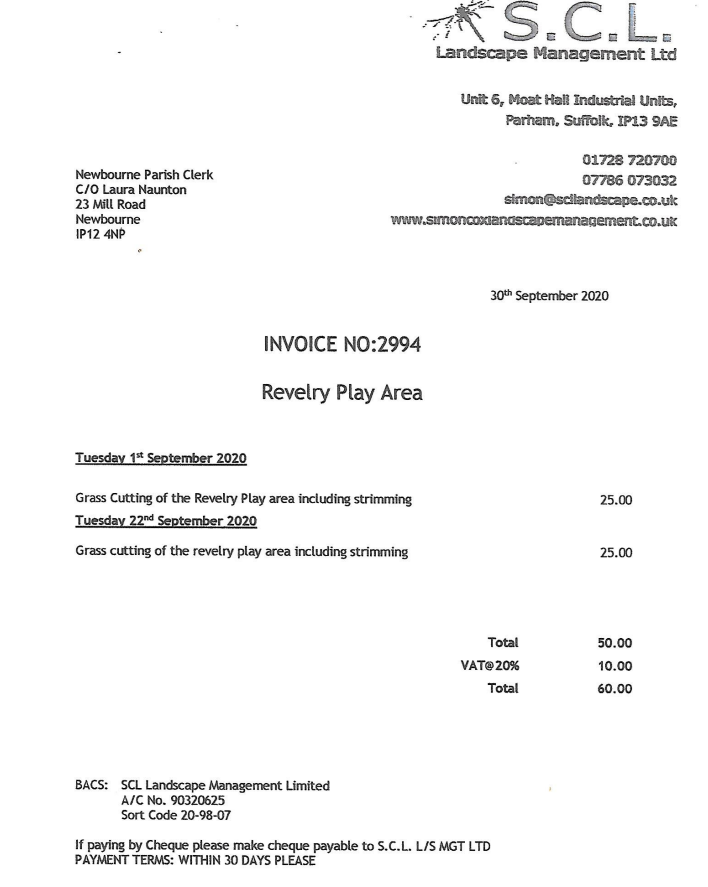 S.C.L.
Landscape Management Ltd
Unit 6, Moat Hall Industrial Units,
Parham, Suffolk, IP13 9AE
01728 720700
07786 073032
simon@scllandscape.co.uk
www.simoncoxlandscapemanagement.co.uk
Newbourne Parish Clerk
C/O Laura Naunton
23 Mill Road
Newbourne
IP12 4NP
30th September 2020
INVOICE NO:2994
Revelry Play Area
Tuesday 1st September 2020
Grass Cutting of the Revelry Play area including strimming 25.00
Tuesday 22nd September 2020
Grass cutting of the revelry play area including strimming 25.00
Total 50.00
VAT@20% 10.00
Total 60.00
BACS: SCL Landscape Management Limited
A/C No. 90320625
Sort Code 20-98-07
If paying by Cheque please make cheque payable to S.C.L. L/S MGT LTD
PAYMENT TERMS: WITHIN 30 DAYS PLEASE